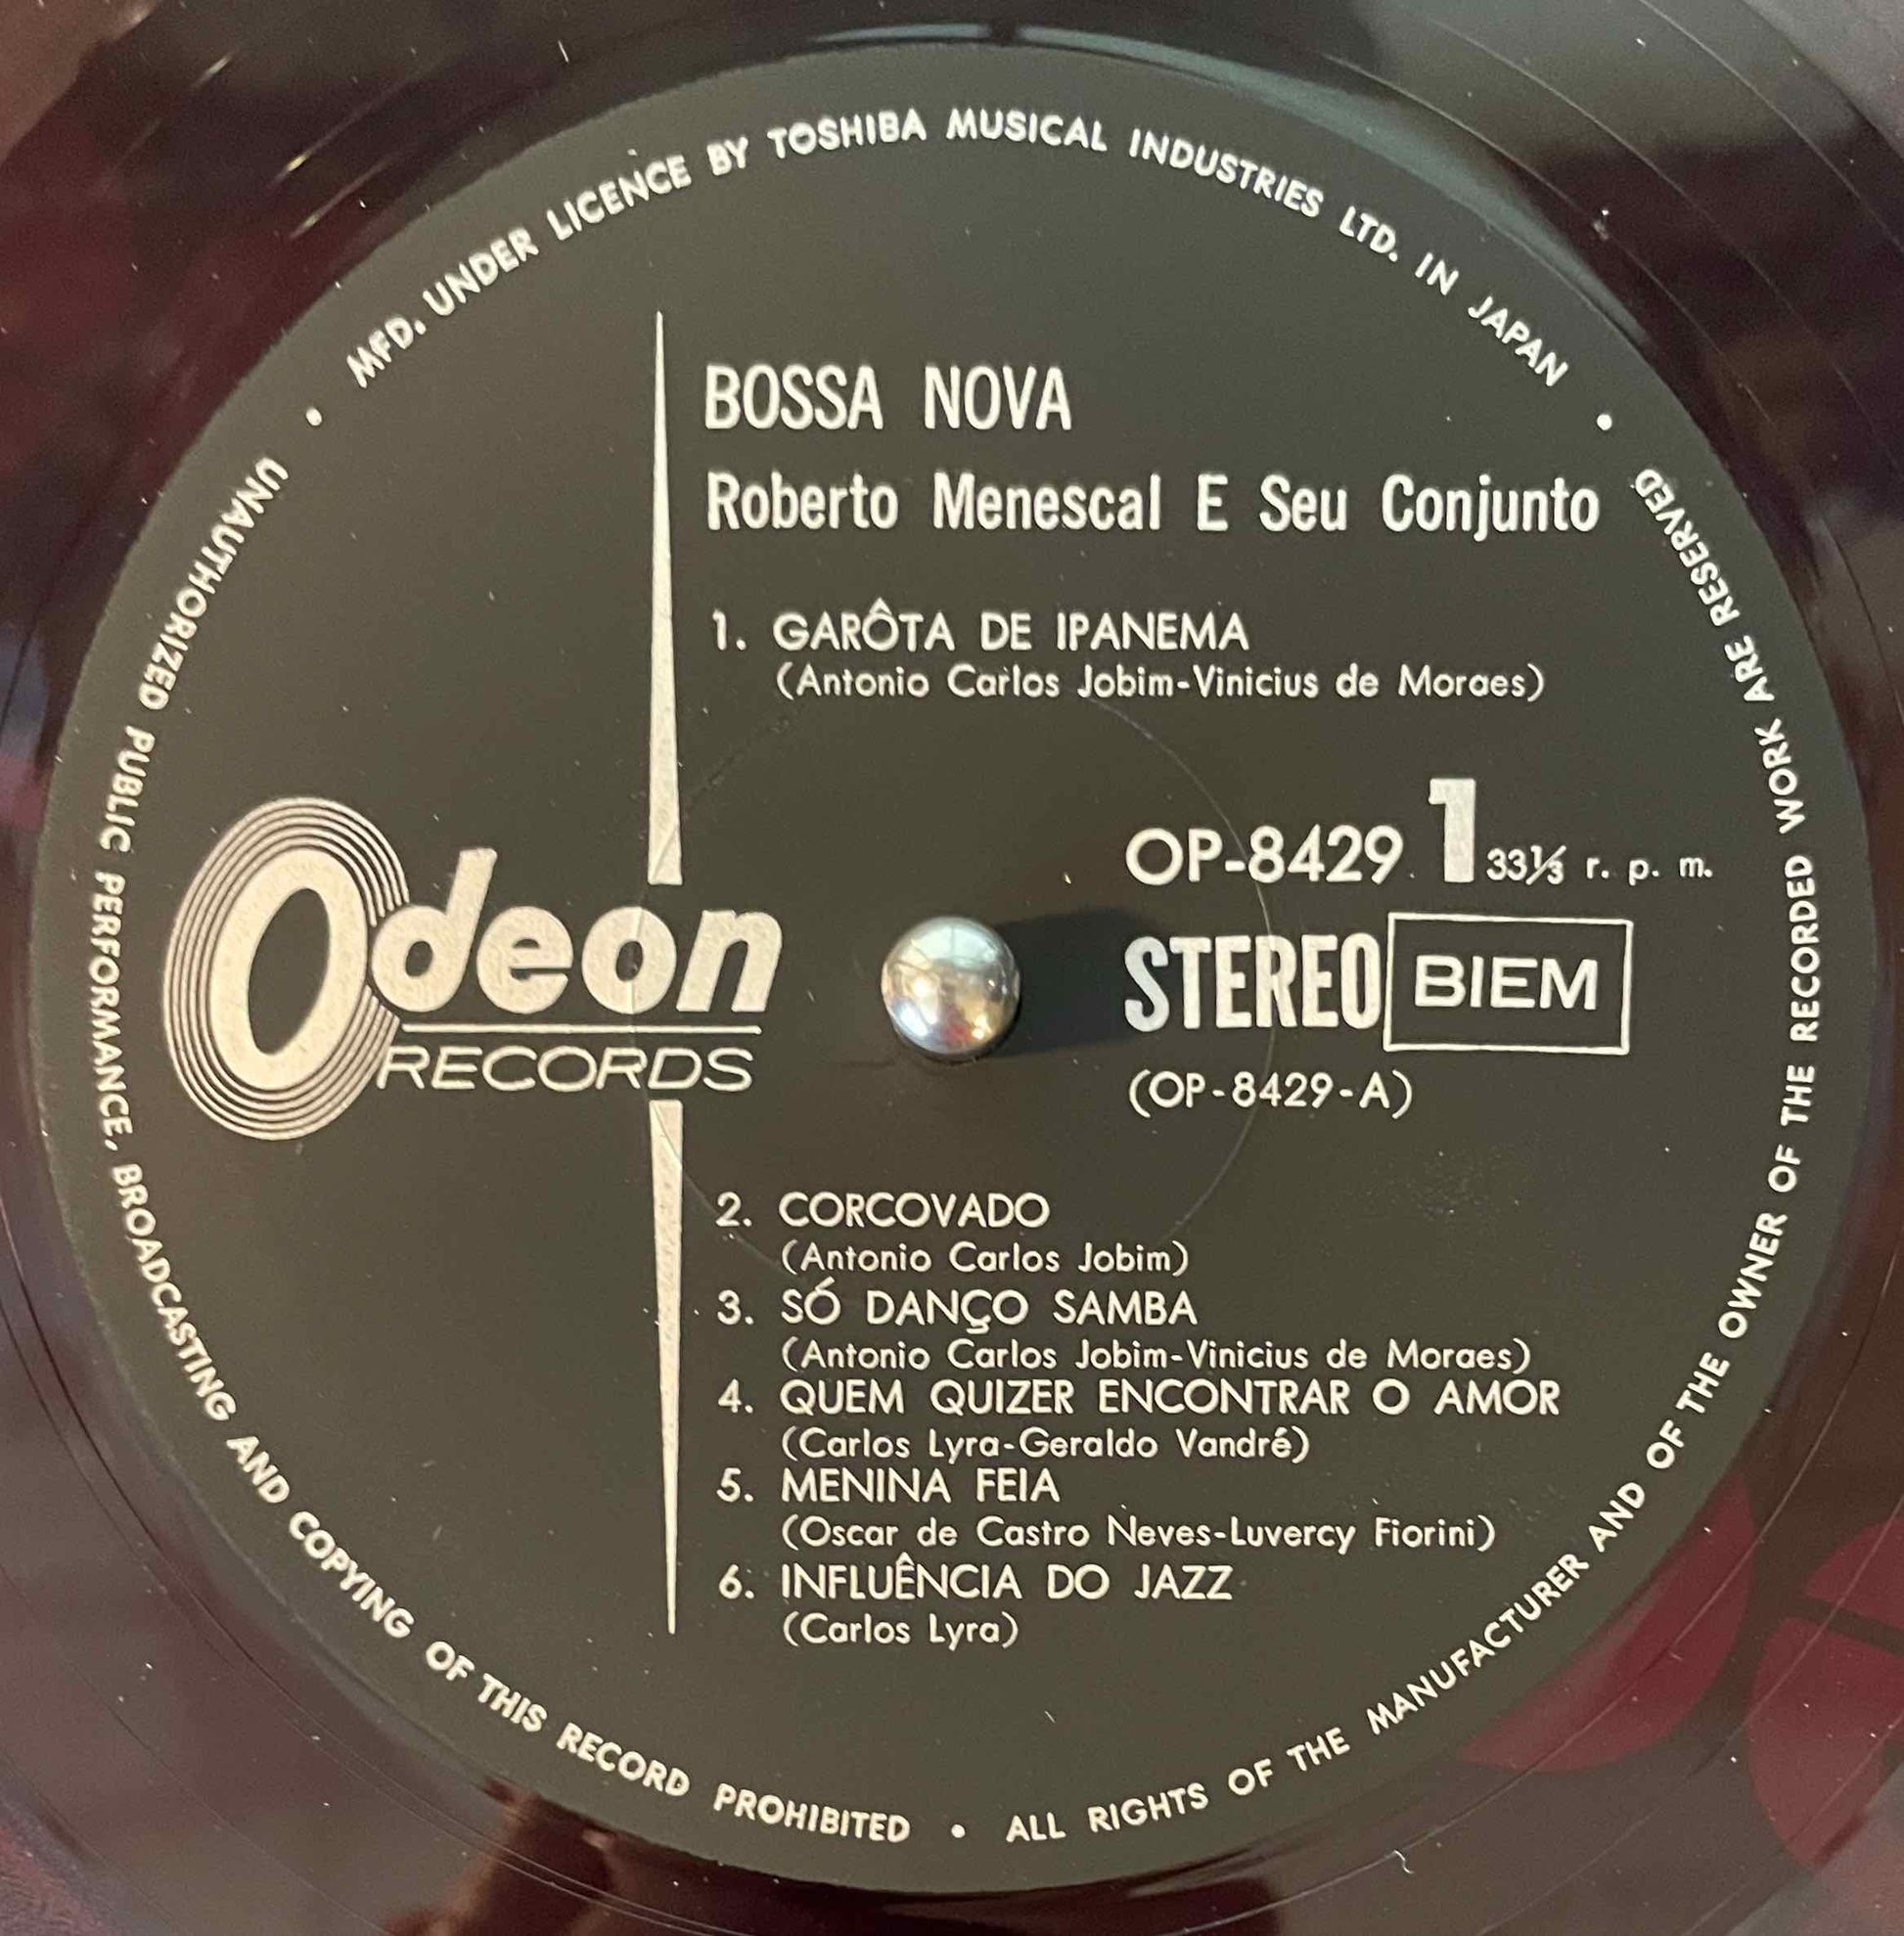 MFD. UNDER LICENCE BY TOSHIBA MUSICAL INDUSTRIES LTD. IN JAPAN •
BOSSA NOVA
Roberto Menescal E Seu Conjunto
1. GARÔTA DE IPANEMA
(Antonio Carlos Jobim-Vinicius de Moraes)
Odeon
RECORDS
OP-8429 1 33⅓ r. p. m.
STEREO BIEM
(OP-8429-A)
2. CORCOVADO
(Antonio Carlos Jobim)
3. SÓ DANÇO SAMBA
(Antonio Carlos Jobim-Vinicius de Moraes)
4. QUEM QUIZER ENCONTRAR O AMOR
(Carlos Lyra-Geraldo Vandré)
5. MENINA FEIA
(Oscar de Castro Neves-Luvercy Fiorini)
6. INFLUÊNCIA DO JAZZ
(Carlos Lyra)
ALL RIGHTS OF THE MANUFACTURER AND OF THE OWNER OF THE RECORDED WORK ARE RESERVED •
UNAUTHORIZED PUBLIC PERFORMANCE, BROADCASTING AND COPYING OF THIS RECORD PROHIBITED •